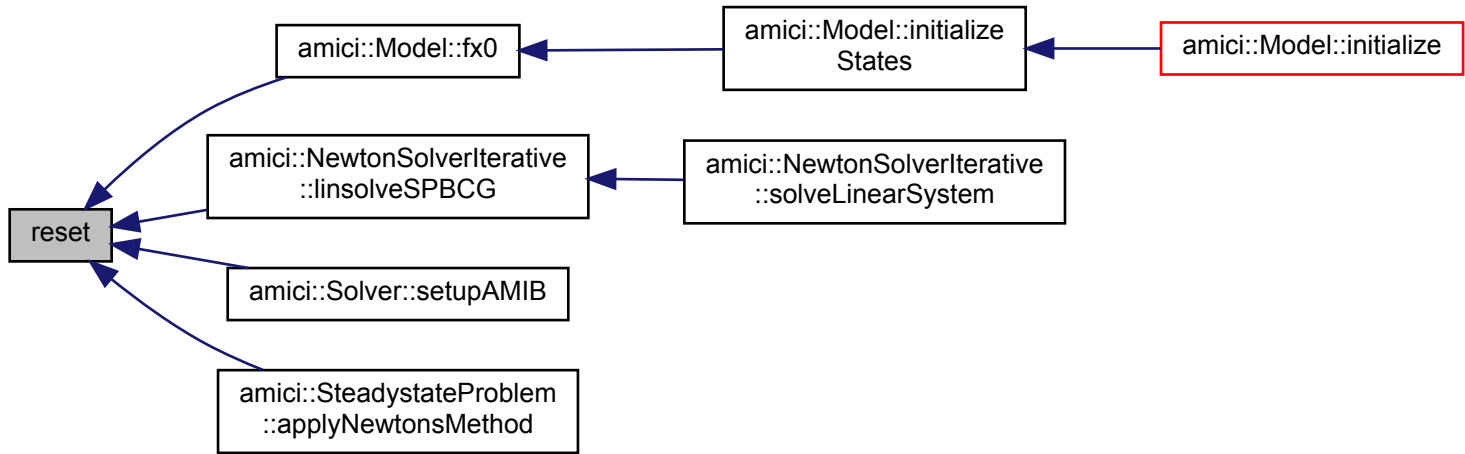 amici::Model::fx0
amici::Model::initialize
States
amici::Model::initialize
amici::NewtonSolverIterative
::linsolveSPBCG
amici::NewtonSolverIterative
::solveLinearSystem
reset
amici::Solver::setupAMIB
amici::SteadystateProblem
::applyNewtonsMethod